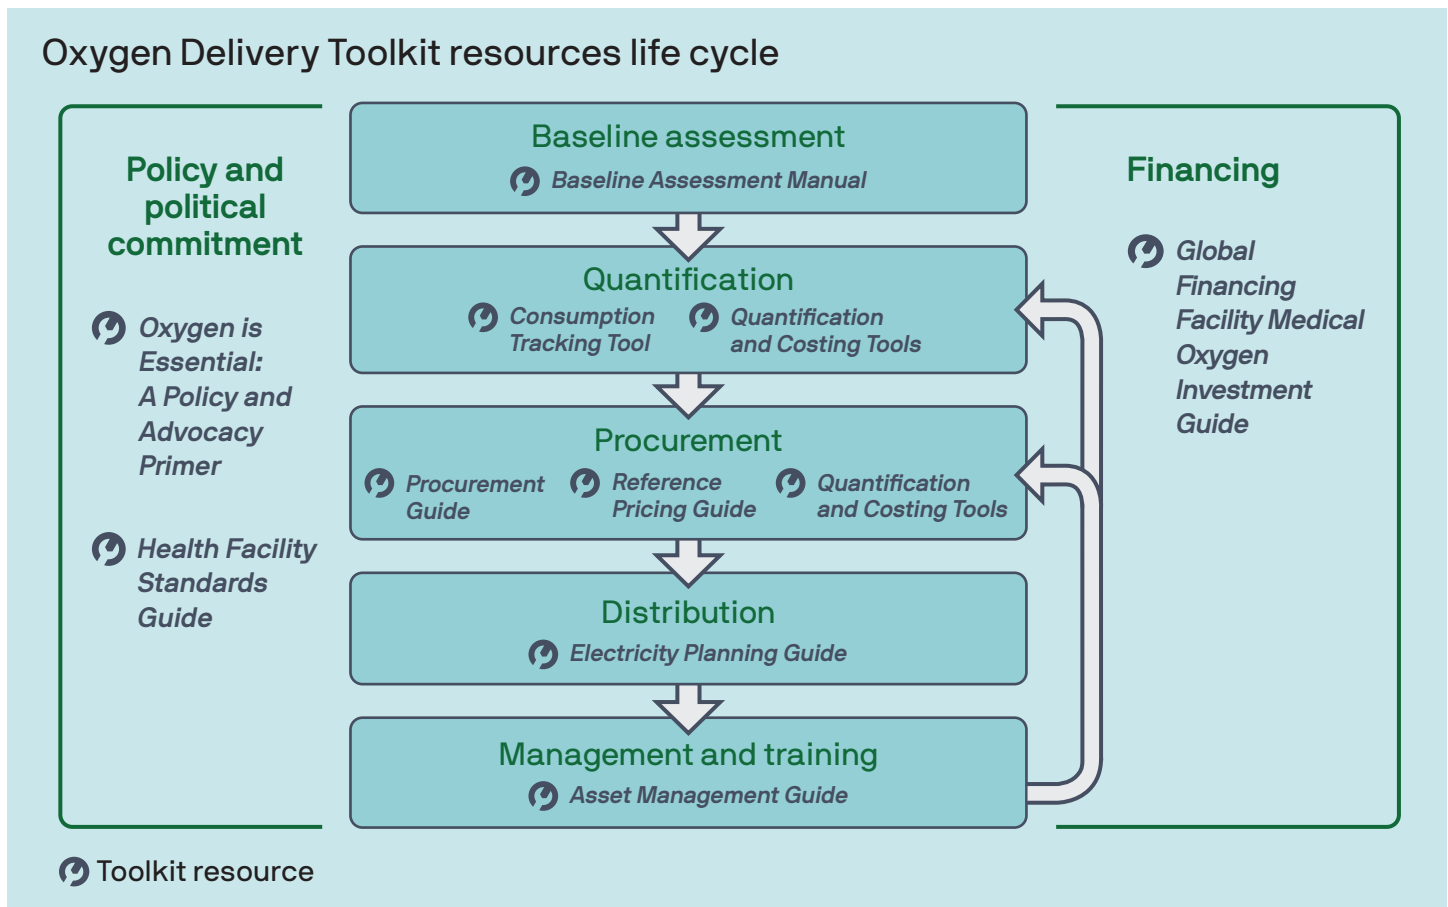 Oxygen Delivery Toolkit resources life cycle
Policy and
political
commitment
Oxygen is
Essential:
A Policy and
Advocacy
Primer
Health Facility
Standards
Guide
Baseline assessment
Baseline Assessment Manual
Quantification
Consumption
Tracking Tool
Quantification
and Costing Tools
Procurement
Procurement
Guide
Reference
Pricing Guide
Quantification
and Costing Tools
Distribution
Electricity Planning Guide
Management and training
Asset Management Guide
Financing
Global
Financing
Facility Medical
Oxygen
Investment
Guide
Toolkit resource